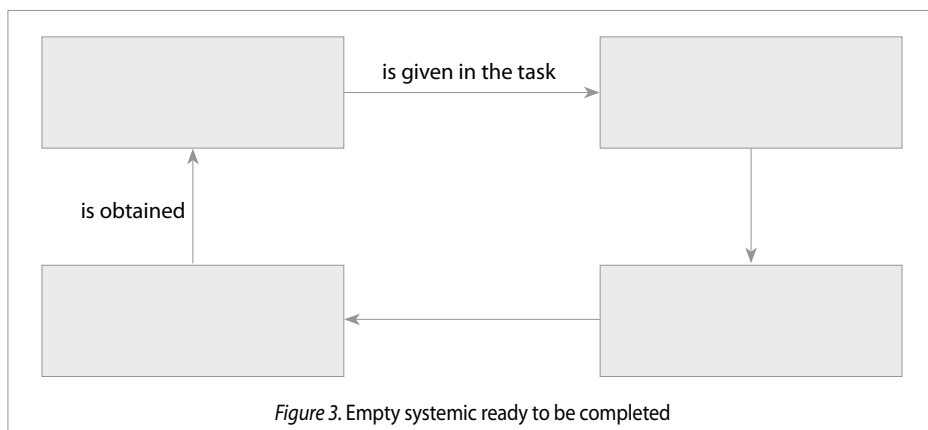 is given in the task
is obtained
Figure 3. Empty systemic ready to be completed